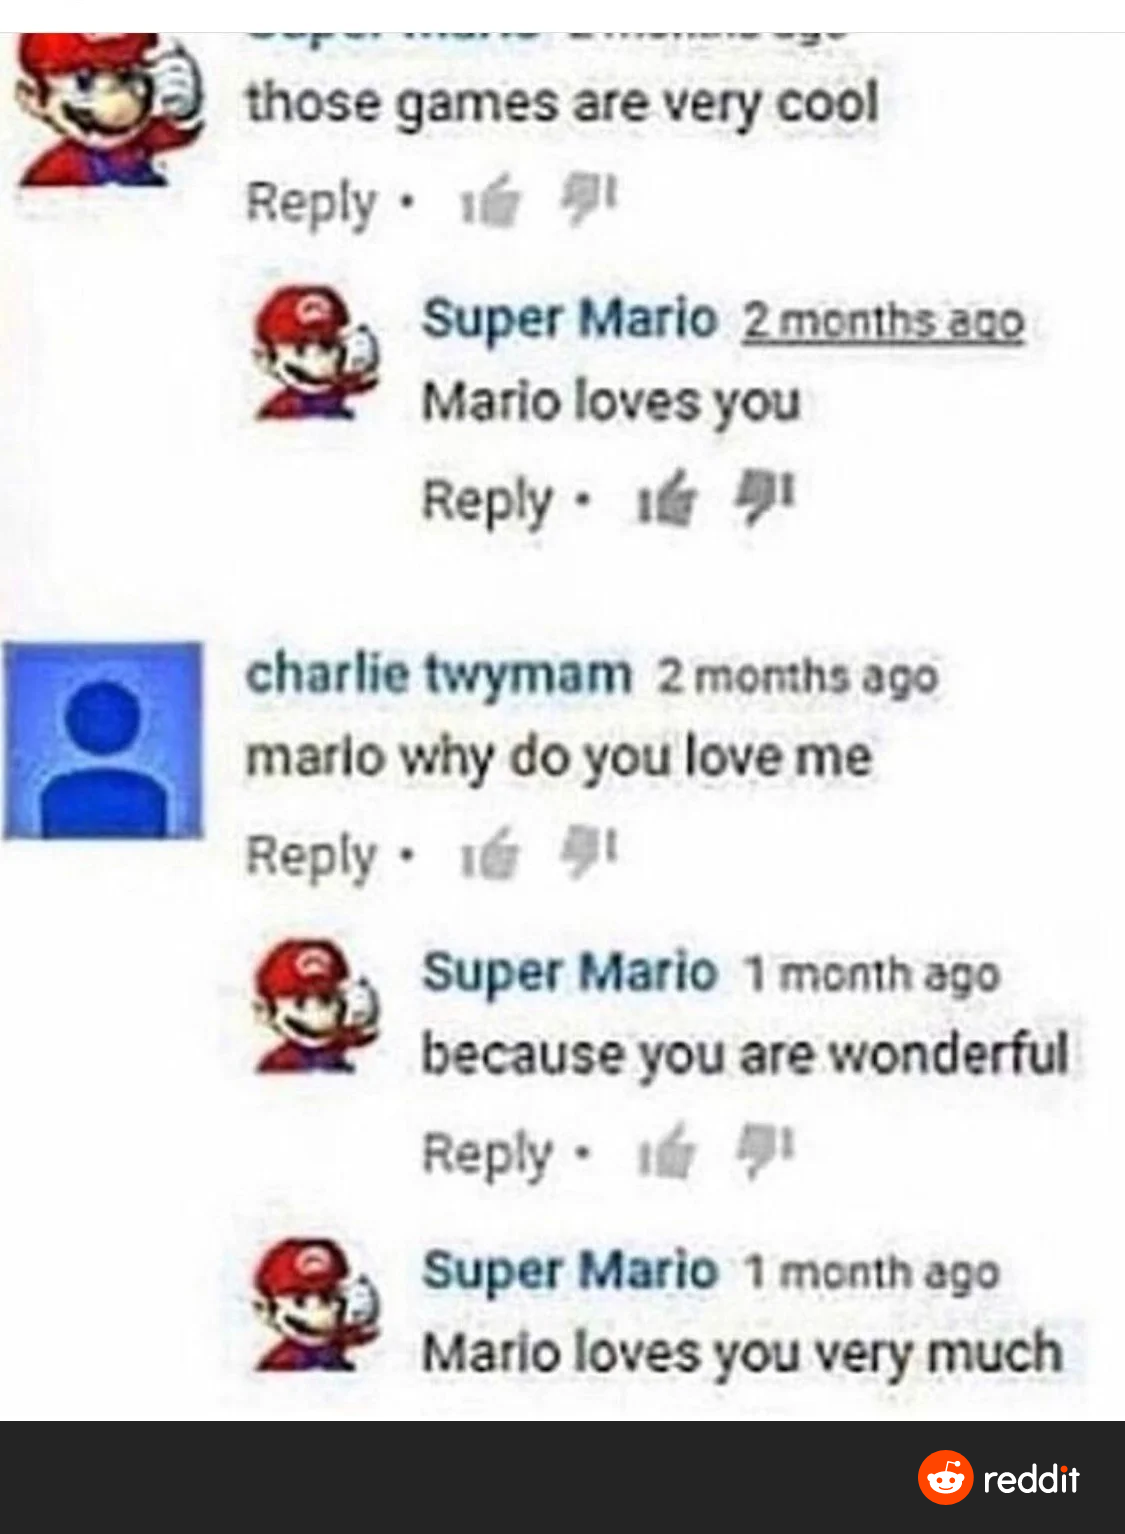 those games are very cool
Reply •
Super Mario 2 months ago
Mario loves you
Reply •
charlie twymam 2 months ago
mario why do you love me
Reply •
Super Mario 1 month ago
because you are wonderful
Reply •
Super Mario 1 month ago
Mario loves you very much
reddit